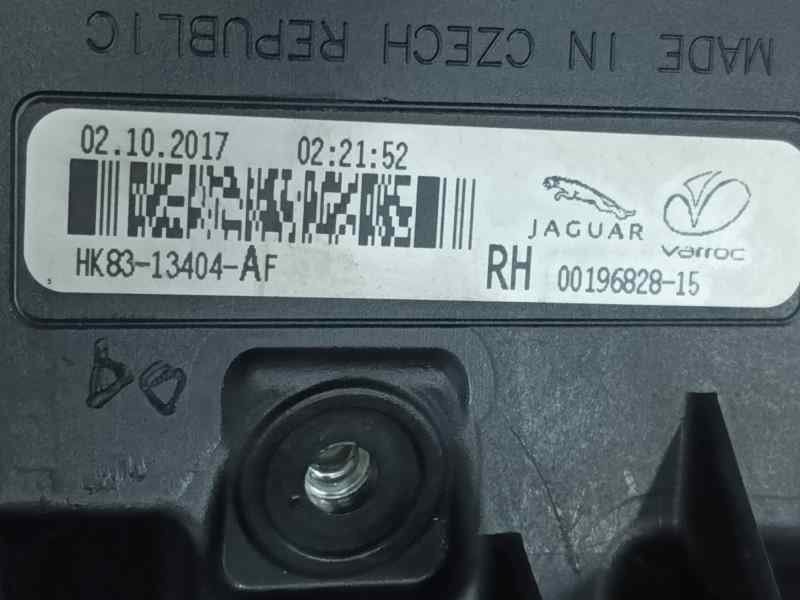 MADE IN CZECH REPUBLIC
02.10.2017 02:21:52
JAGUAR
varroc
HK83-13404-AF RH 00196828-15